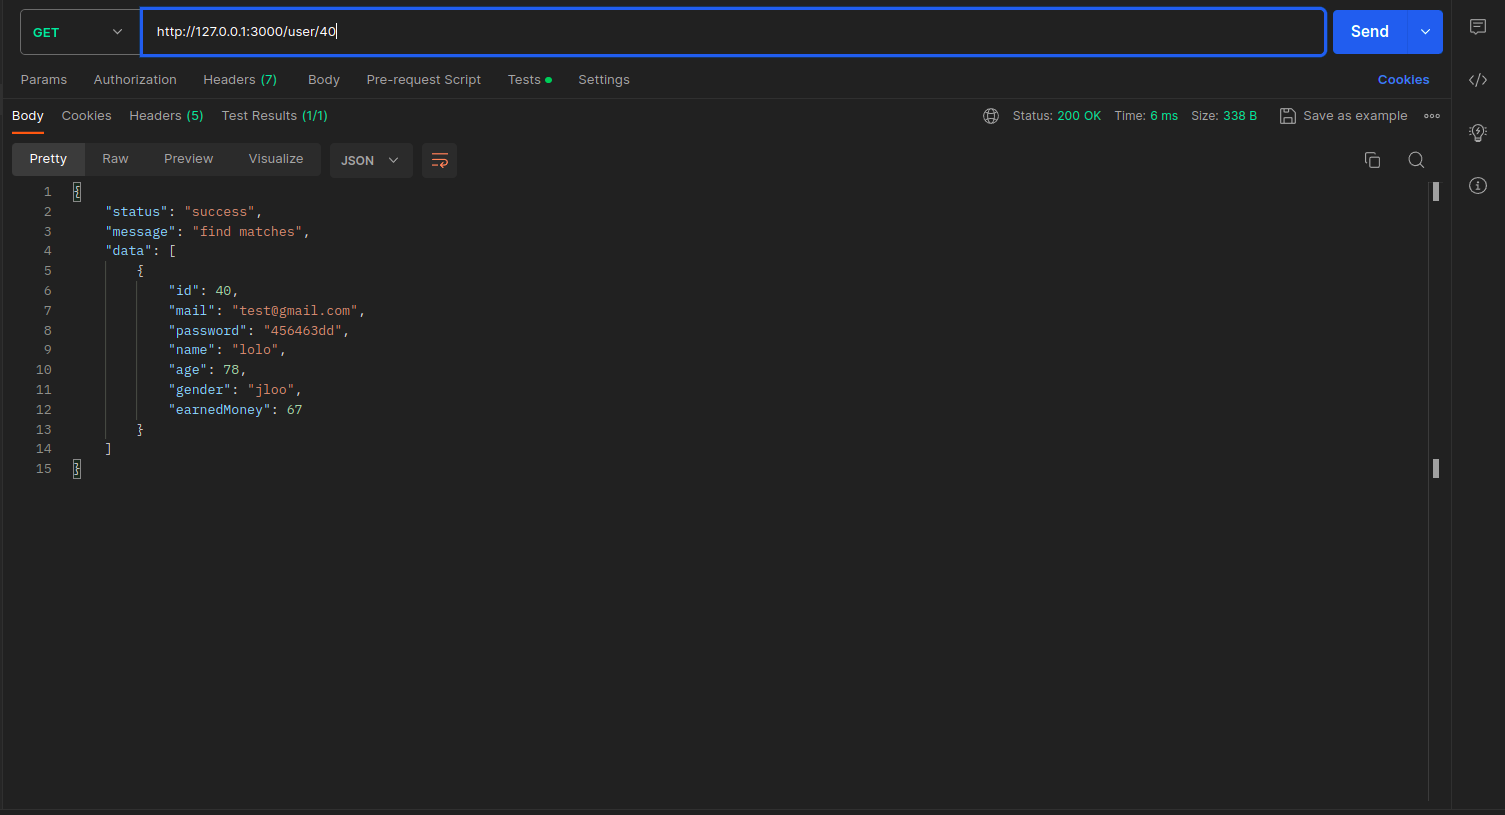 GET http://127.0.0.1:3000/user/40 Send
Params Authorization Headers (7) Body Pre-request Script Tests Settings Cookies
Body Cookies Headers (5) Test Results (1/1) Status: 200 OK Time: 6 ms Size: 338 B Save as example
Pretty Raw Preview Visualize JSON
1 {
2 "status": "success",
3 "message": "find matches",
4 "data": [
5 {
6 "id": 40,
7 "mail": "test@gmail.com",
8 "password": "456463dd",
9 "name": "lolo",
10 "age": 78,
11 "gender": "jloo",
12 "earnedMoney": 67
13 }
14 ]
15 }